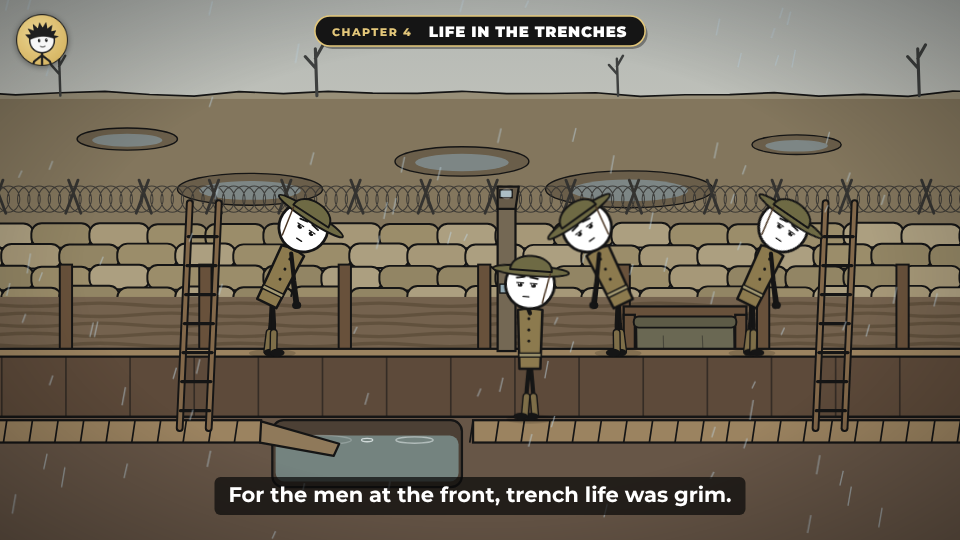 CHAPTER 4 LIFE IN THE TRENCHES
For the men at the front, trench life was grim.